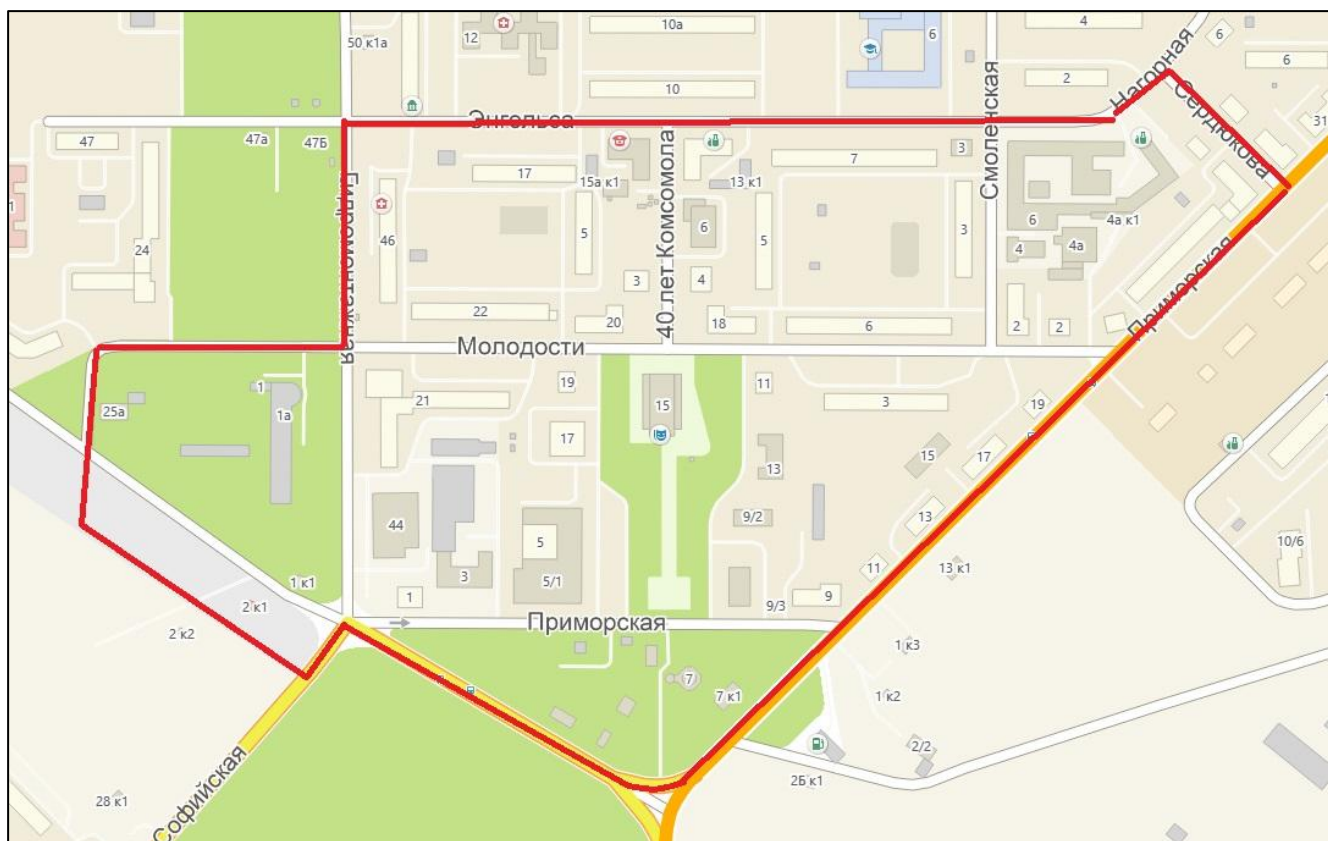 10а
4
Нагорная
6
12
6
50 к1а
Смоленская
6
10
2
Энгельса
Сердюкова
31
47
47а
47Б
17
15а к1
13 к1
7
3
1
Гидромонтажная
46
5
40 лет Комсомола
6
5
3
6
4а к1
4
4а
24
3
4
Приморская
22
20
18
6
2
2
Молодости
25а
1
1а
21
19
15
11
3
19
17
13
15
17
44
9/2
13
10/6
5
3
5/1
11
13 к1
1 к1
2 к1
1
9/3
9
Приморская
2 к2
1 к3
7
7 к1
1 к2
2/2
28 к1
Софийская
2Б к1